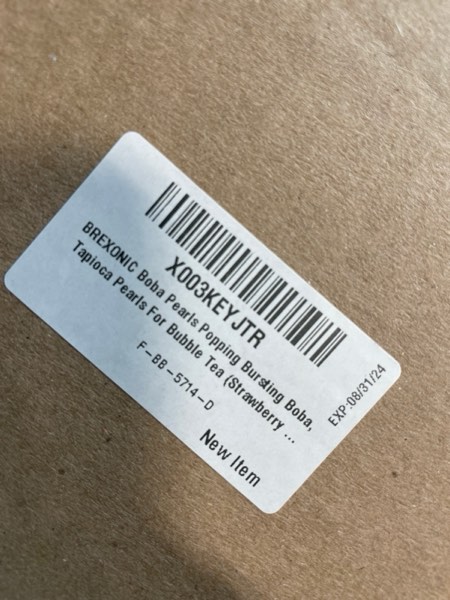 X003KEYJTR
BREXONIC Boba Pearls Popping Bursting Boba,
Tapioca Pearls For Bubble Tea (Strawberry ...
EXP:08/31/24
F-BB-5714-D
New Item